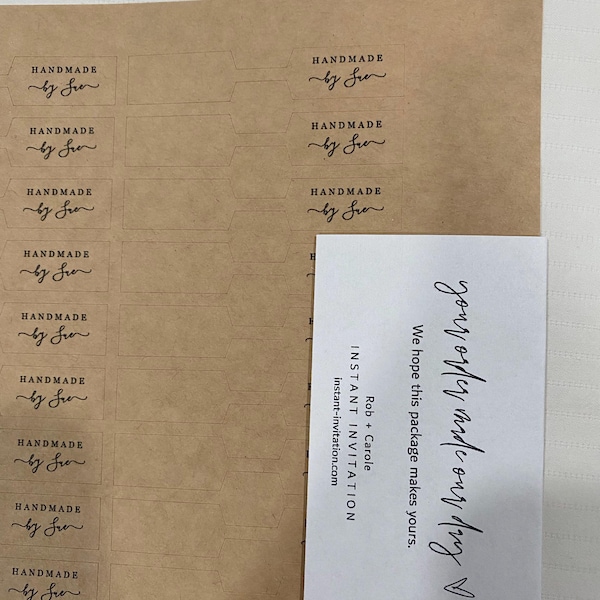 HANDMADE
by Sue
HANDMADE
by Sue
HANDMADE
by Sue
HANDMADE
by Sue
HANDMADE
by Sue
HANDMADE
by Sue
HANDMADE
by Sue
HANDMADE
by Sue
HANDMADE
by Sue
HANDMADE
by Sue
HANDMADE
by Sue
HANDMADE
by Sue
your order made our day
We hope this package makes yours.
Rob + Carole
INSTANT INVITATION
instant-invitation.com